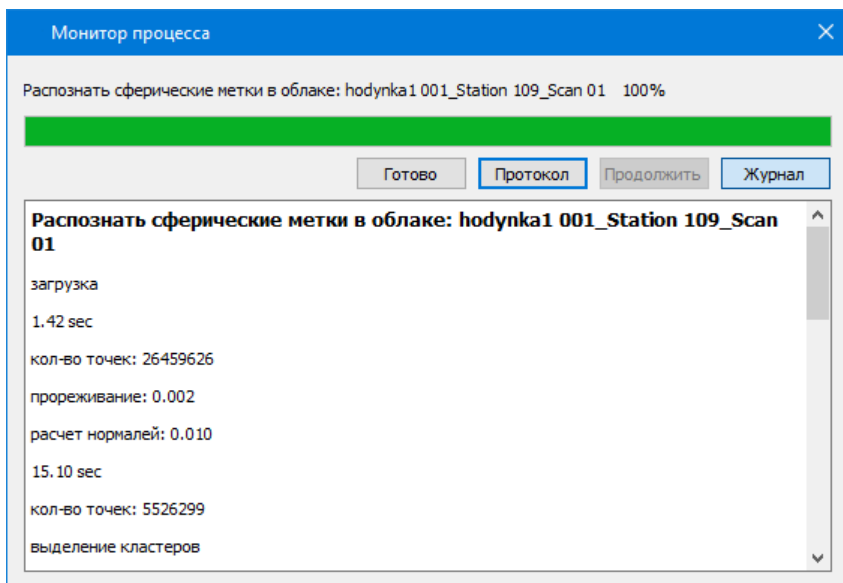 Монитор процесса
Распознать сферические метки в облаке: hodynka1 001_Station 109_Scan 01 100%
Готово Протокол Продолжить Журнал
Распознать сферические метки в облаке: hodynka1 001_Station 109_Scan
01
загрузка
1.42 sec
кол-во точек: 26459626
прореживание: 0.002
расчет нормалей: 0.010
15.10 sec
кол-во точек: 5526299
выделение кластеров